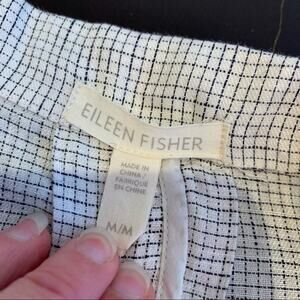 EILEEN FISHER
MADE IN
CHINA /
FABRIQUÉ
EN CHINE
M/M